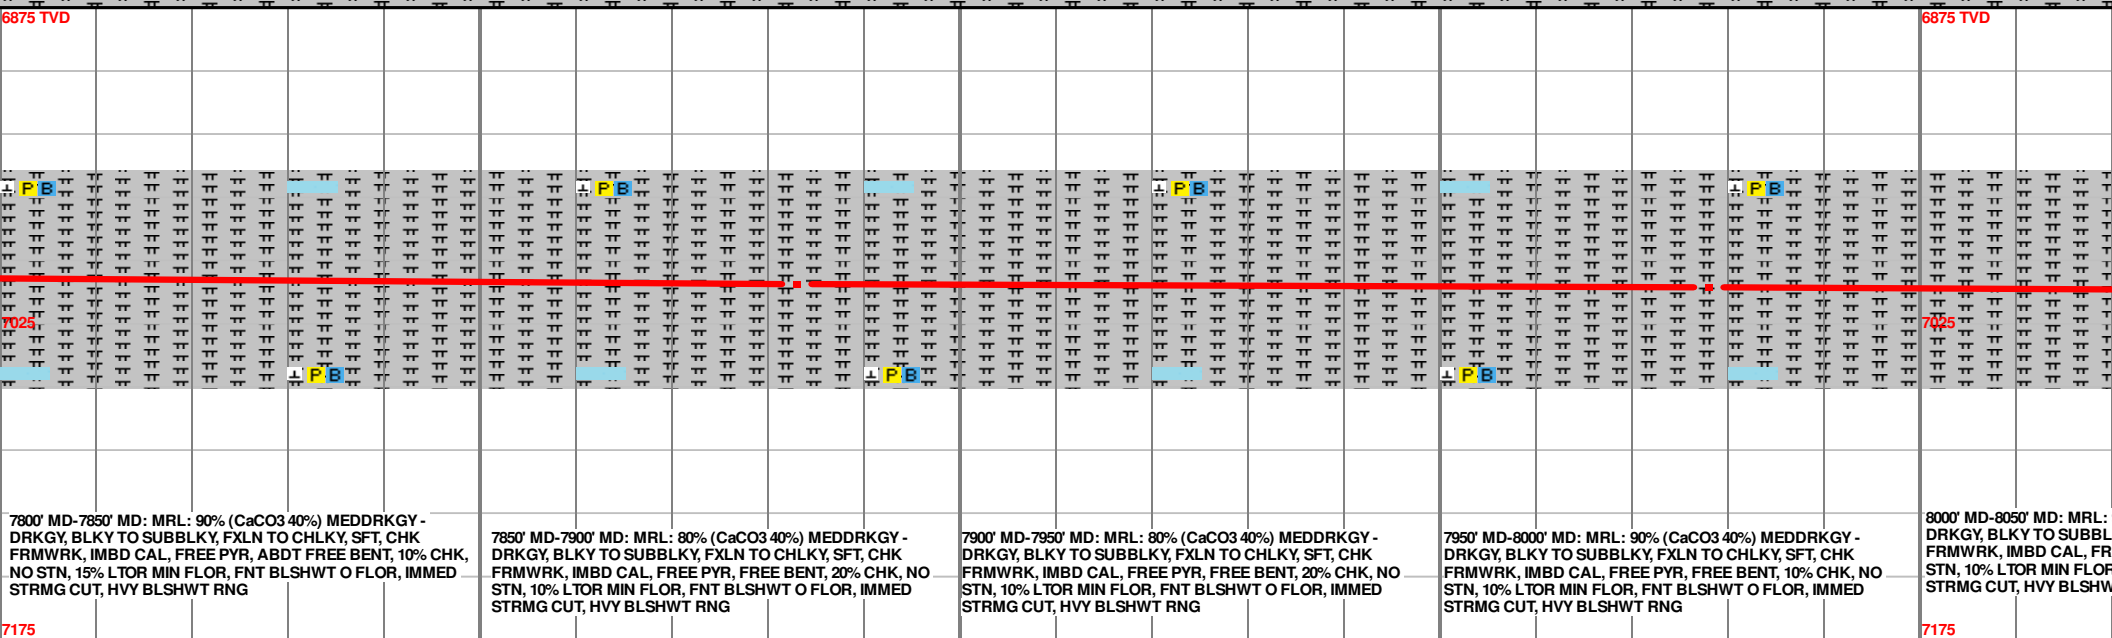 6875 TVD
6875 TVD
P B
P B
P B
P B
7025
7025
P B
P B
P B
7800' MD-7850' MD: MRL: 90% (CaCO3 40%) MEDDRKGY -
DRKGY, BLKY TO SUBBLKY, FXLN TO CHLKY, SFT, CHK
FRMWRK, IMBD CAL, FREE PYR, ABDT FREE BENT, 10% CHK,
NO STN, 15% LTOR MIN FLOR, FNT BLSHWT O FLOR, IMMED
STRMG CUT, HVY BLSHWT RNG
7850' MD-7900' MD: MRL: 80% (CaCO3 40%) MEDDRKGY -
DRKGY, BLKY TO SUBBLKY, FXLN TO CHLKY, SFT, CHK
FRMWRK, IMBD CAL, FREE PYR, FREE BENT, 20% CHK, NO
STN, 10% LTOR MIN FLOR, FNT BLSHWT O FLOR, IMMED
STRMG CUT, HVY BLSHWT RNG
7900' MD-7950' MD: MRL: 80% (CaCO3 40%) MEDDRKGY -
DRKGY, BLKY TO SUBBLKY, FXLN TO CHLKY, SFT, CHK
FRMWRK, IMBD CAL, FREE PYR, FREE BENT, 20% CHK, NO
STN, 10% LTOR MIN FLOR, FNT BLSHWT O FLOR, IMMED
STRMG CUT, HVY BLSHWT RNG
7950' MD-8000' MD: MRL: 90% (CaCO3 40%) MEDDRKGY -
DRKGY, BLKY TO SUBBLKY, FXLN TO CHLKY, SFT, CHK
FRMWRK, IMBD CAL, FREE PYR, FREE BENT, 10% CHK, NO
STN, 10% LTOR MIN FLOR, FNT BLSHWT O FLOR, IMMED
STRMG CUT, HVY BLSHWT RNG
8000' MD-8050' MD: MRL:
DRKGY, BLKY TO SUBBL
FRMWRK, IMBD CAL, FR
STN, 10% LTOR MIN FLOR
STRMG CUT, HVY BLSHW
7175
7175